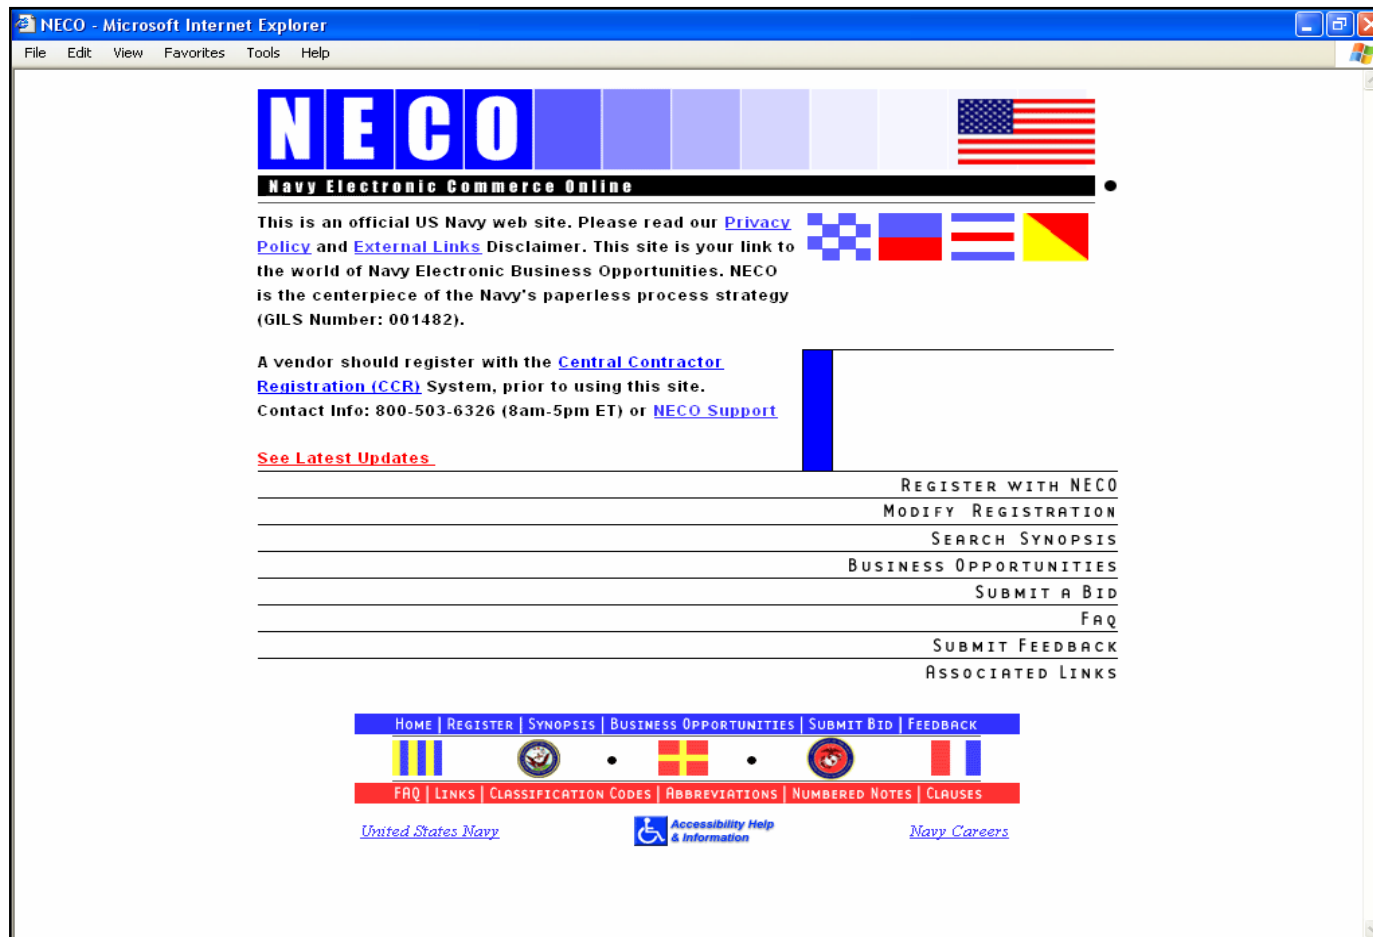 NECO - Microsoft Internet Explorer
File Edit View Favorites Tools Help
NECO
Navy Electronic Commerce Online
This is an official US Navy web site. Please read our Privacy
Policy and External Links Disclaimer. This site is your link to
the world of Navy Electronic Business Opportunities. NECO
is the centerpiece of the Navy's paperless process strategy
(GILS Number: 001482).
A vendor should register with the Central Contractor
Registration (CCR) System, prior to using this site.
Contact Info: 800-503-6326 (8am-5pm ET) or NECO Support
See Latest Updates
Register with NECO
Modify Registration
Search Synopsis
Business Opportunities
Submit a Bid
Faq
Submit Feedback
Associated Links
Home | Register | Synopsis | Business Opportunities | Submit Bid | Feedback
FAQ | Links | Classification Codes | Abbreviations | Numbered Notes | Clauses
United States Navy
Accessibility Help
& Information
Navy Careers